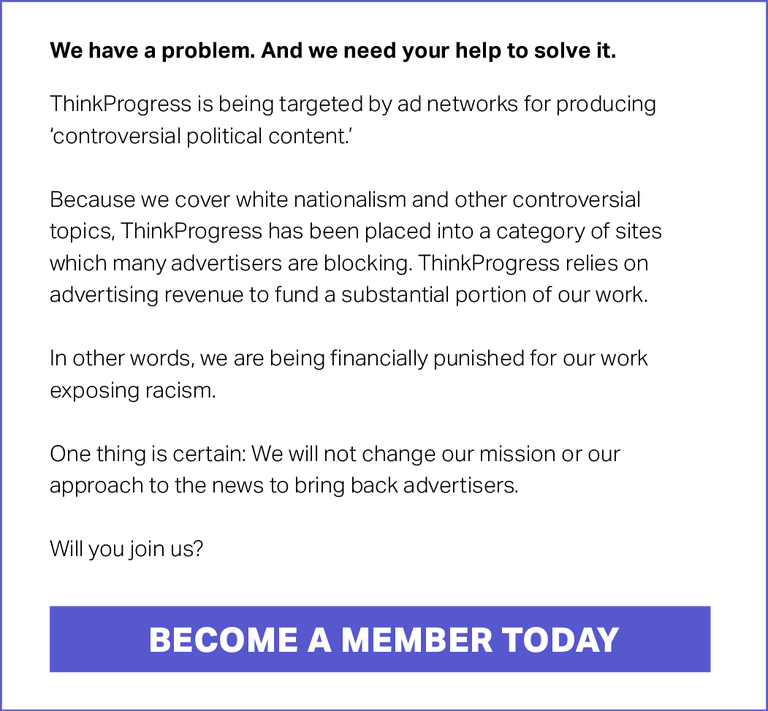 We have a problem. And we need your help to solve it.
ThinkProgress is being targeted by ad networks for producing
‘controversial political content.’
Because we cover white nationalism and other controversial
topics, ThinkProgress has been placed into a category of sites
which many advertisers are blocking. ThinkProgress relies on
advertising revenue to fund a substantial portion of our work.
In other words, we are being financially punished for our work
exposing racism.
One thing is certain: We will not change our mission or our
approach to the news to bring back advertisers.
Will you join us?
BECOME A MEMBER TODAY